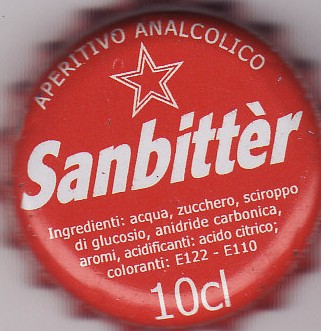 APERITIVO ANALCOLICO
Sanbittèr
Ingredienti: acqua, zucchero, sciroppo
di glucosio, anidride carbonica,
aromi, acidificanti: acido citrico;
coloranti: E122 - E110
10cl